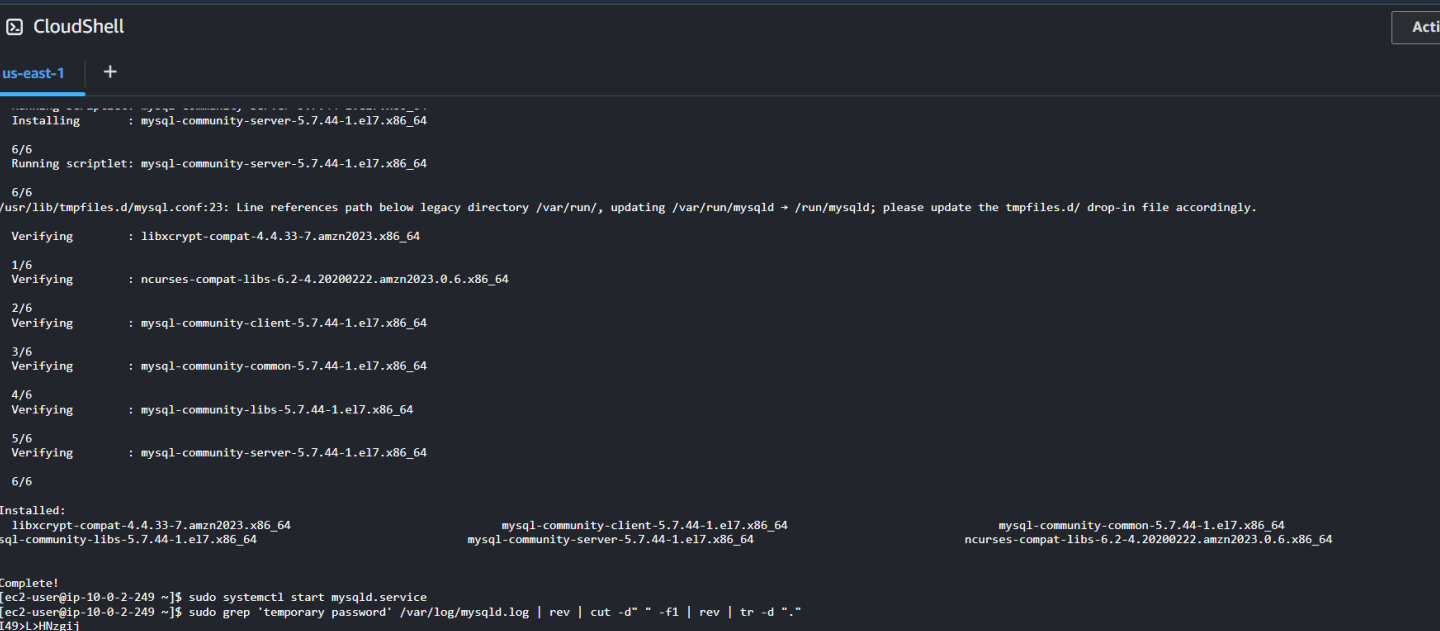 CloudShell
Acti
us-east-1
+
Installing : mysql-community-server-5.7.44-1.el7.x86_64
6/6
Running scriptlet: mysql-community-server-5.7.44-1.el7.x86_64
6/6
/usr/lib/tmpfiles.d/mysql.conf:23: Line references path below legacy directory /var/run/, updating /var/run/mysqld → /run/mysqld; please update the tmpfiles.d/ drop-in file accordingly.
Verifying : libxcrypt-compat-4.4.33-7.amzn2023.x86_64
1/6
Verifying : ncurses-compat-libs-6.2-4.20200222.amzn2023.0.6.x86_64
2/6
Verifying : mysql-community-client-5.7.44-1.el7.x86_64
3/6
Verifying : mysql-community-common-5.7.44-1.el7.x86_64
4/6
Verifying : mysql-community-libs-5.7.44-1.el7.x86_64
5/6
Verifying : mysql-community-server-5.7.44-1.el7.x86_64
6/6
Installed:
libxcrypt-compat-4.4.33-7.amzn2023.x86_64 mysql-community-client-5.7.44-1.el7.x86_64 mysql-community-common-5.7.44-1.el7.x86_64
sql-community-libs-5.7.44-1.el7.x86_64 mysql-community-server-5.7.44-1.el7.x86_64 ncurses-compat-libs-6.2-4.20200222.amzn2023.0.6.x86_64
Complete!
[ec2-user@ip-10-0-2-249 ~]$ sudo systemctl start mysqld.service
[ec2-user@ip-10-0-2-249 ~]$ sudo grep 'temporary password' /var/log/mysqld.log | rev | cut -d" " -f1 | rev | tr -d "."
I49>L>HNzgij